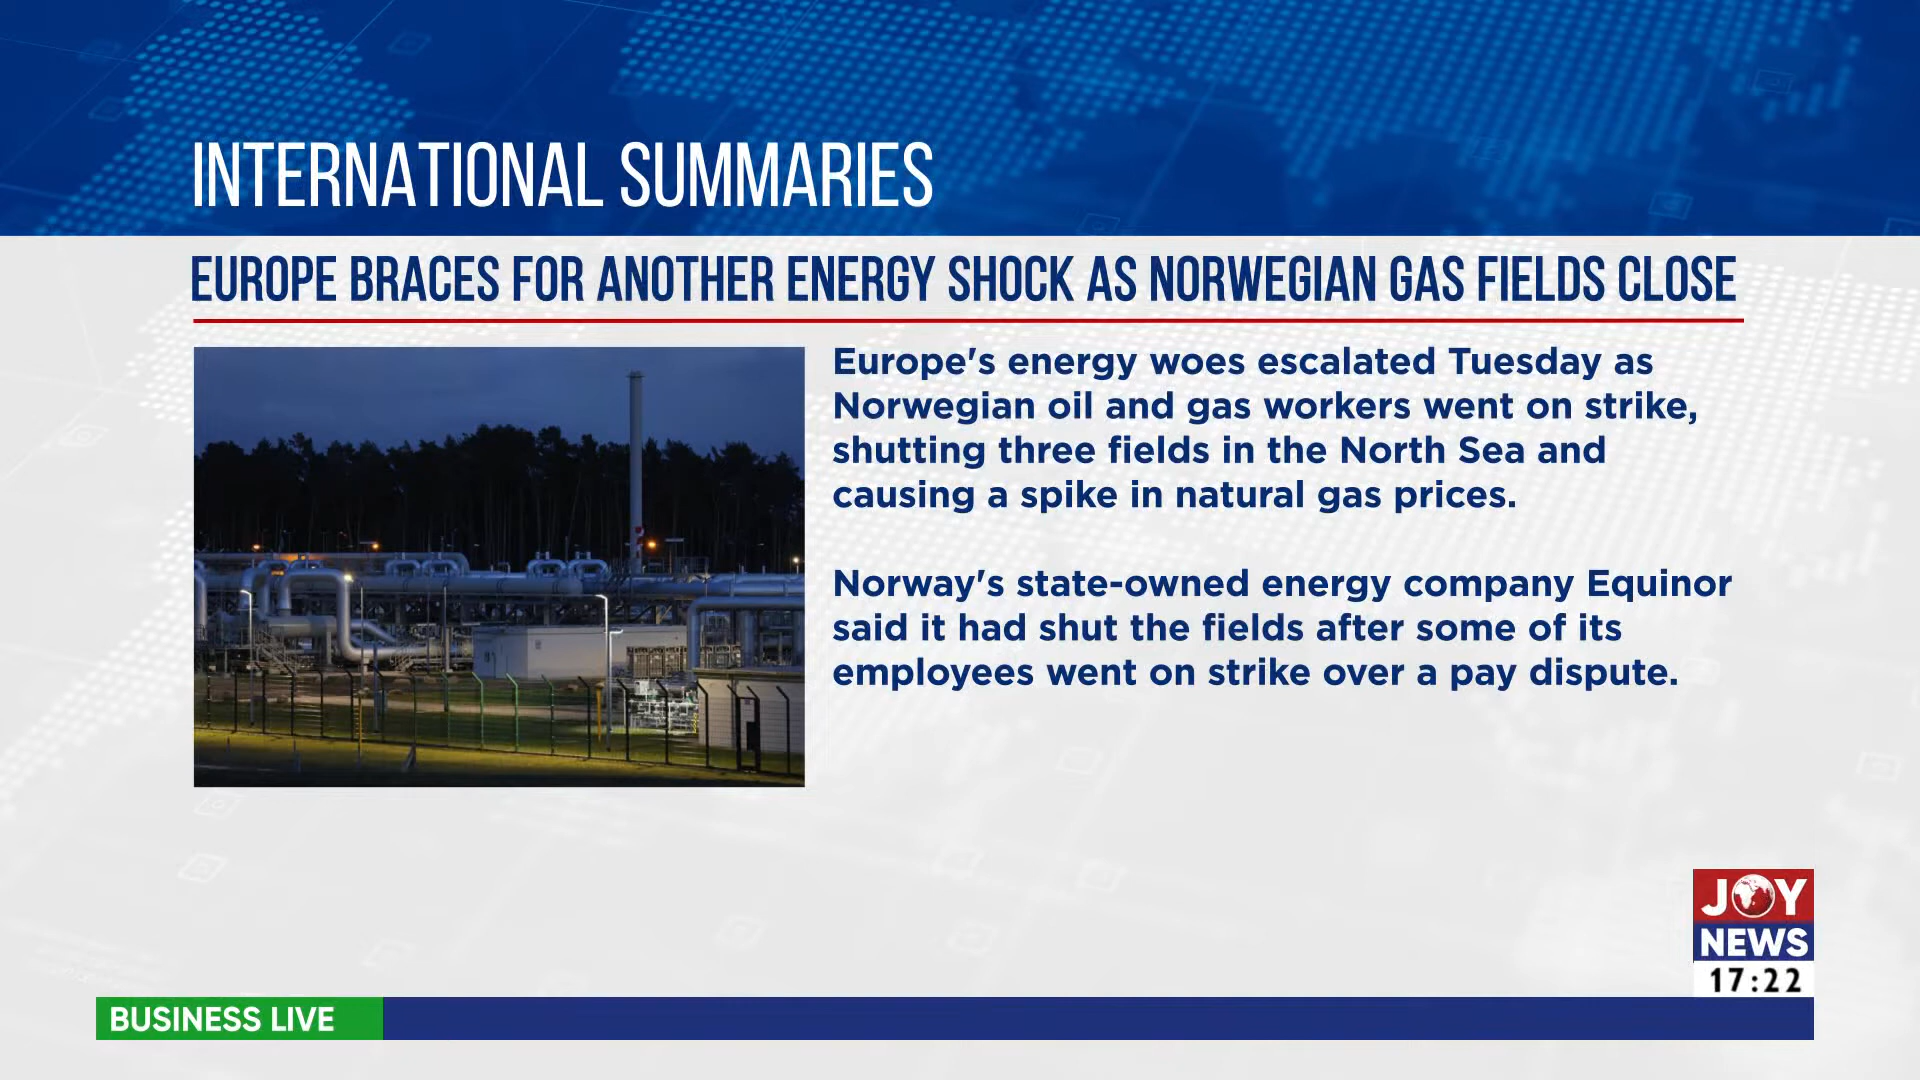 INTERNATIONAL SUMMARIES
EUROPE BRACES FOR ANOTHER ENERGY SHOCK AS NORWEGIAN GAS FIELDS CLOSE
Europe's energy woes escalated Tuesday as
Norwegian oil and gas workers went on strike,
shutting three fields in the North Sea and
causing a spike in natural gas prices.
Norway's state-owned energy company Equinor
said it had shut the fields after some of its
employees went on strike over a pay dispute.
JOY
NEWS
17:22
BUSINESS LIVE